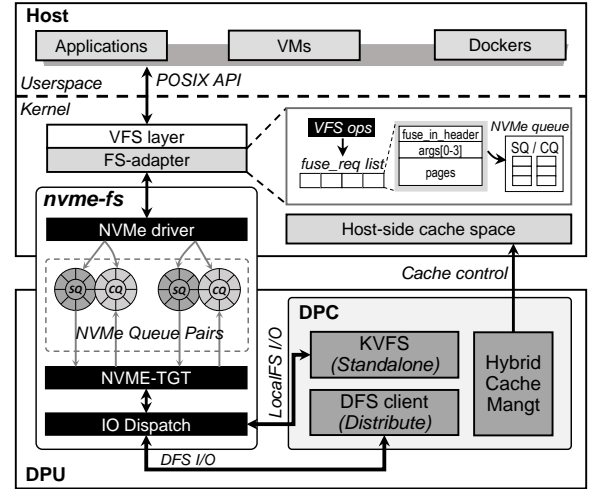 Host
Applications
VMs
Dockers
Userspace
POSIX API
Kernel
VFS layer
FS-adapter
VFS ops
fuse_req list
fuse_in_header
args[0-3]
pages
NVMe queue
SQ / CQ
nvme-fs
NVMe driver
Host-side cache space
Cache control
SQ
CQ
SQ
CQ
NVMe Queue Pairs
NVME-TGT
IO Dispatch
LocalFS I/O
DFS I/O
DPC
KVFS
(Standalone)
DFS client
(Distribute)
Hybrid
Cache
Mangt
DPU